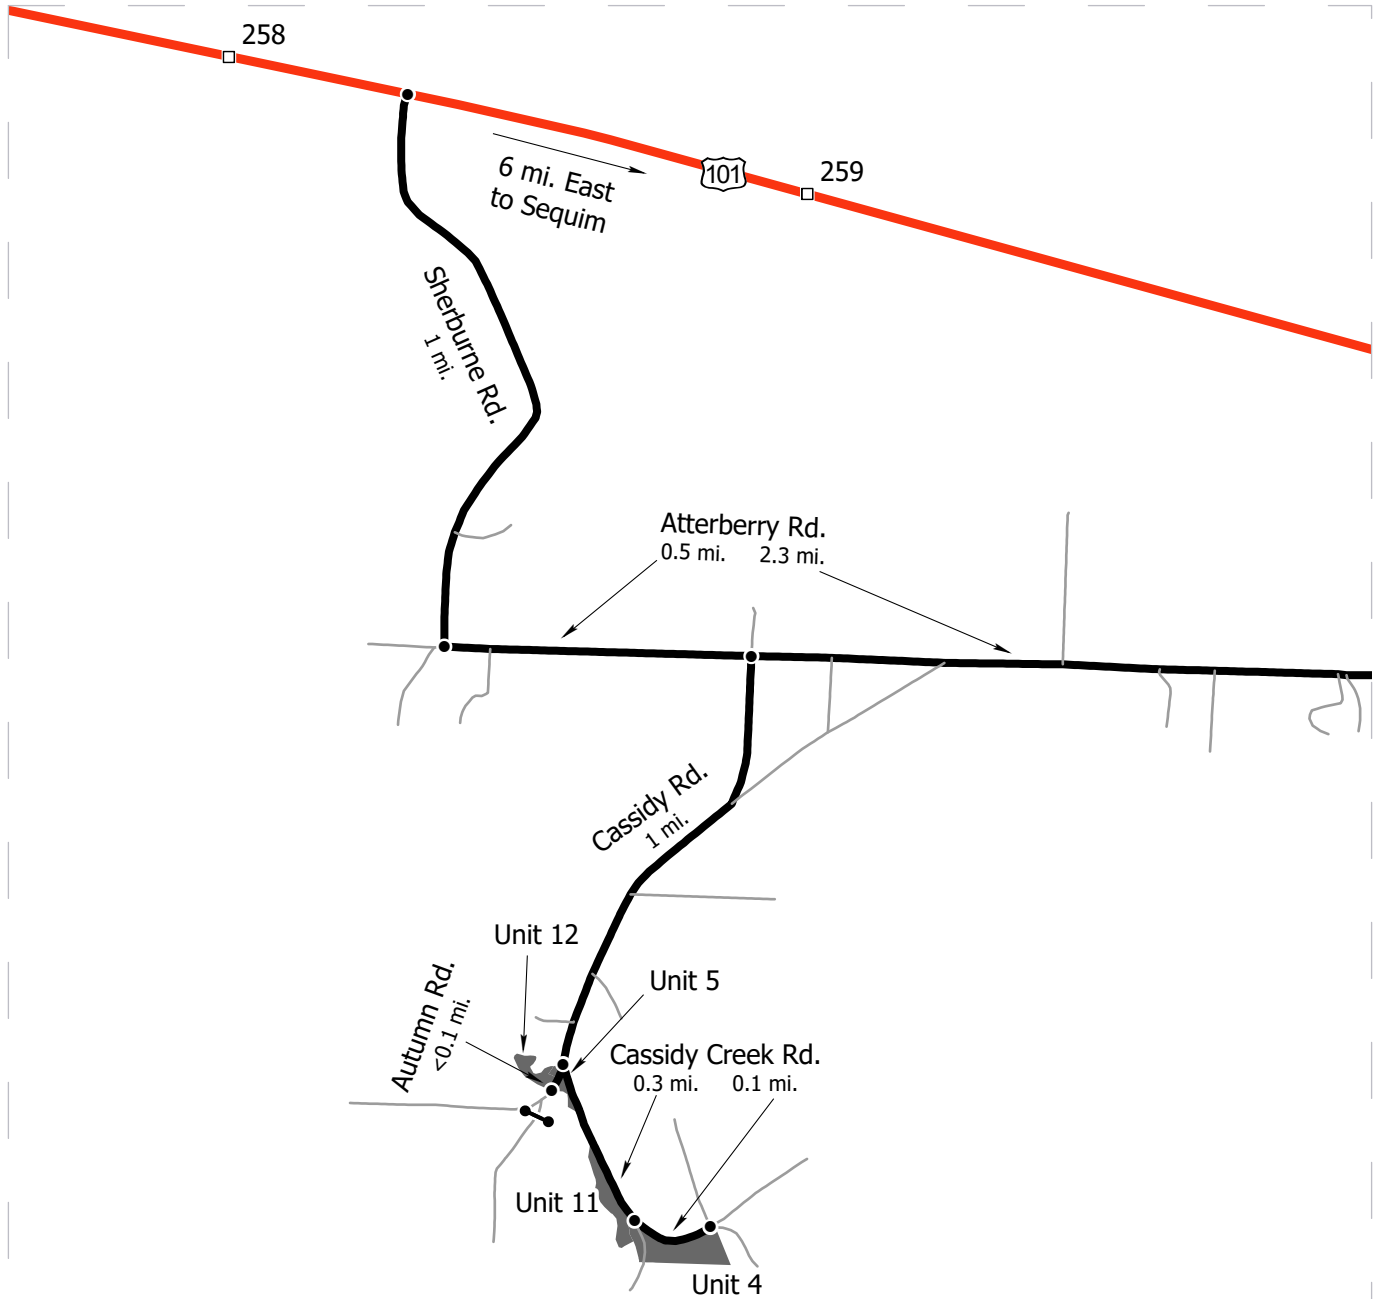 258
259
101
6 mi. East
to Sequim
Sherburne Rd.
1 mi.
Atterberry Rd.
0.5 mi. 2.3 mi.
Cassidy Rd.
1 mi.
Unit 12
Unit 5
Autumn Rd.
<0.1 mi.
Cassidy Creek Rd.
0.3 mi. 0.1 mi.
Unit 11
Unit 4